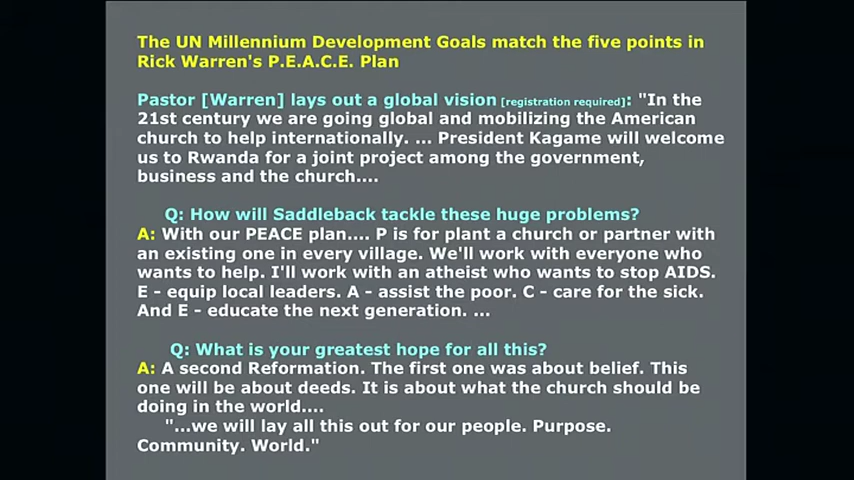 The UN Millennium Development Goals match the five points in
Rick Warren's P.E.A.C.E. Plan
Pastor [Warren] lays out a global vision [registration required]: "In the
21st century we are going global and mobilizing the American
church to help internationally. ... President Kagame will welcome
us to Rwanda for a joint project among the government,
business and the church....
Q: How will Saddleback tackle these huge problems?
A: With our PEACE plan.... P is for plant a church or partner with
an existing one in every village. We'll work with everyone who
wants to help. I'll work with an atheist who wants to stop AIDS.
E - equip local leaders. A - assist the poor. C - care for the sick.
And E - educate the next generation. ...
Q: What is your greatest hope for all this?
A: A second Reformation. The first one was about belief. This
one will be about deeds. It is about what the church should be
doing in the world....
"...we will lay all this out for our people. Purpose.
Community. World."